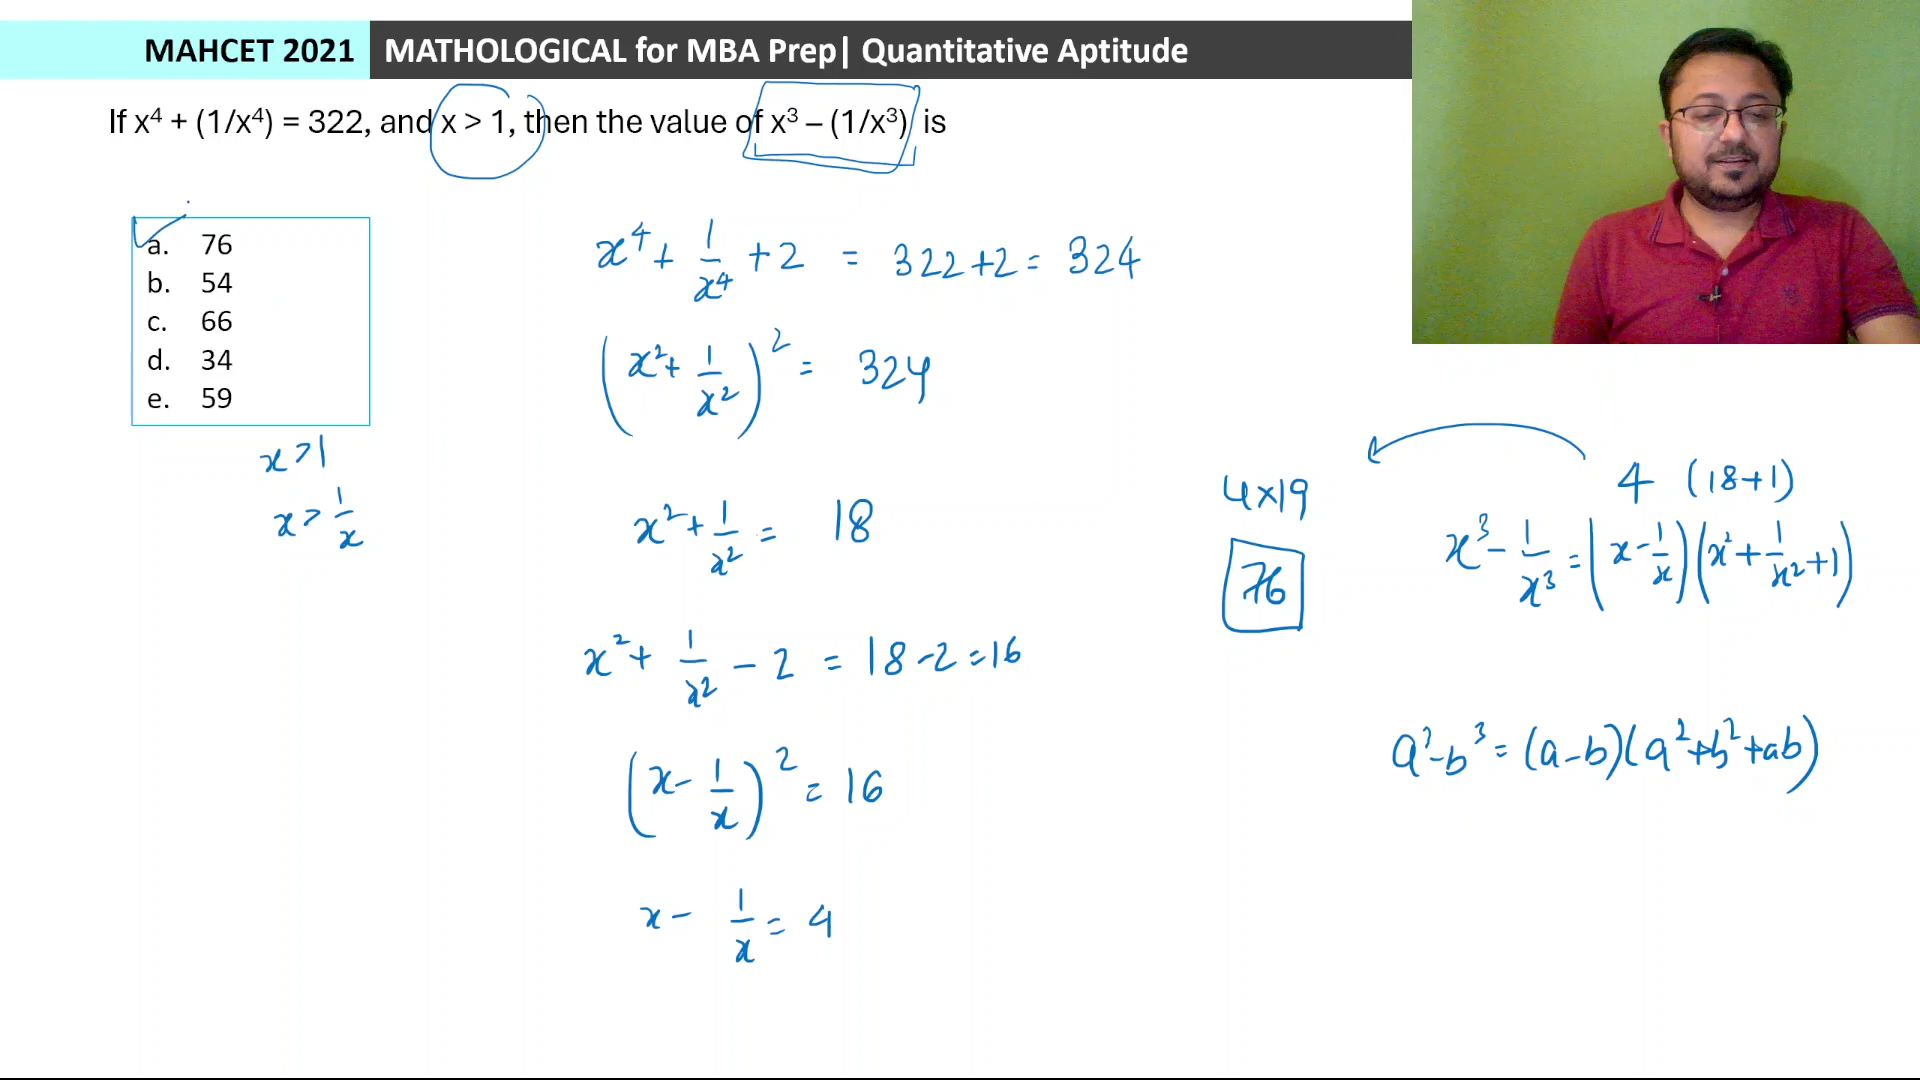 MAHCET 2021 MATHOLOGICAL for MBA Prep| Quantitative Aptitude
If x⁴ + (1/x⁴) = 322, and x > 1, then the value of x³ – (1/x³) is
a. 76
b. 54
c. 66
d. 34
e. 59
x > 1
x > 1/x
x⁴ + 1/x⁴ + 2 = 322+2 = 324
(x² + 1/x²)² = 324
x² + 1/x² = 18
x² + 1/x² - 2 = 18-2 = 16
(x - 1/x)² = 16
x - 1/x = 4
4 (18+1)
x³ - 1/x³ = (x - 1/x)(x² + 1/x² + 1)
4×19
76
a³-b³ = (a-b)(a²+b²+ab)